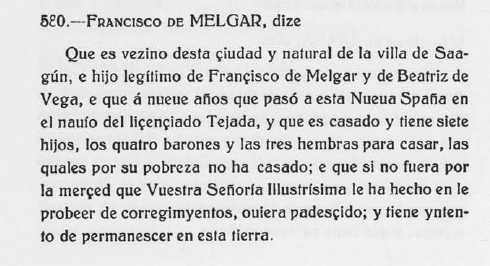 580.—FRANCISCO DE MELGAR, dize
Que es vezino desta çiudad y natural de la villa de Saa-
gún, e hijo legítimo de Françisco de Melgar y de Beatriz de
Vega, e que á nueue años que pasó a esta Nueua Spaña en
el nauío del liçençiado Tejada, y que es casado y tiene siete
hijos, los quatro barones y las tres hembras para casar, las
quales por su pobreza no ha casado; e que si no fuera por
la merçed que Vuestra Señoría Illustrísima le ha hecho en le
probeer de corregimyentos, ouiera padesçido; y tiene ynten-
to de permanescer en esta tierra.